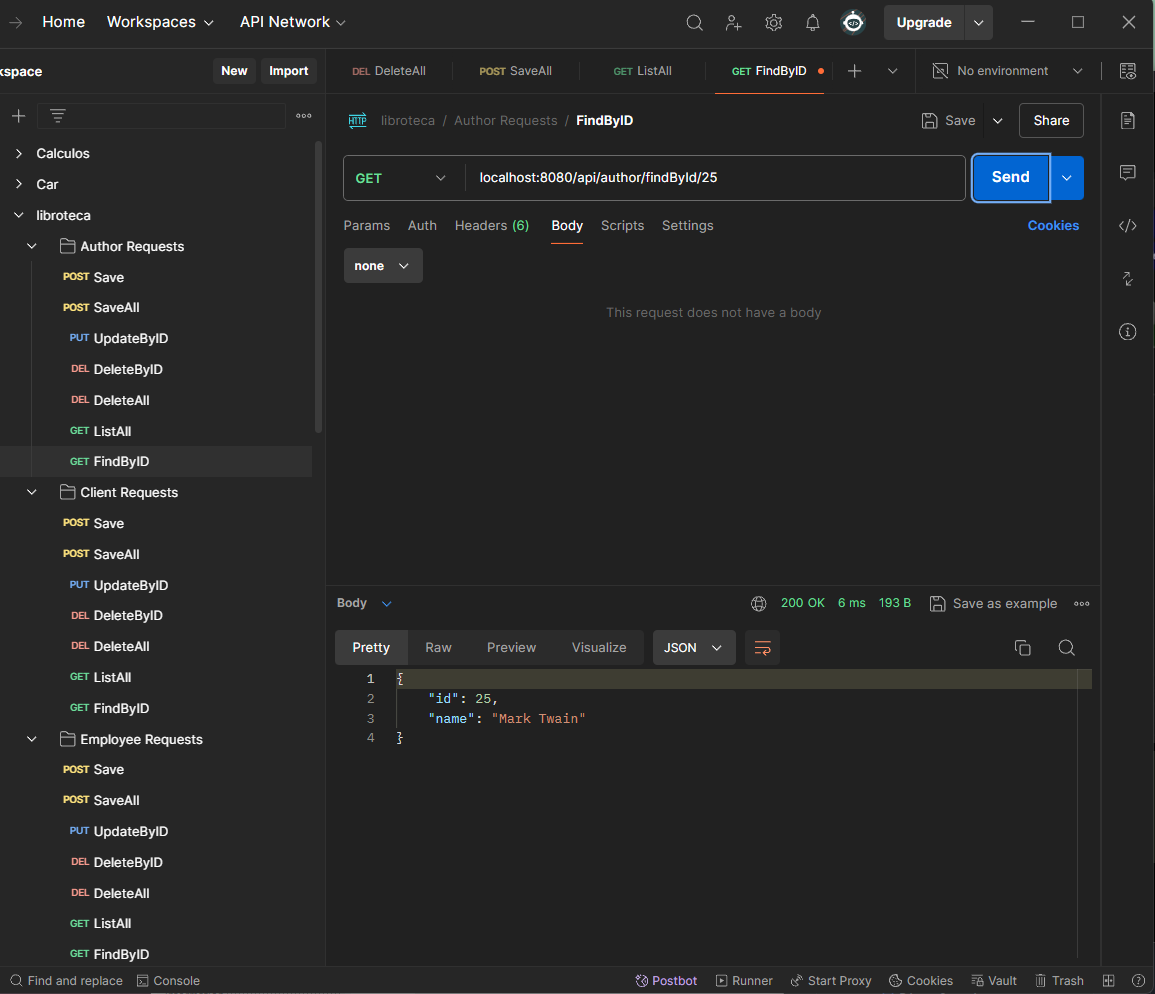 Home Workspaces API Network Upgrade
kspace New Import DEL DeleteAll POST SaveAll GET ListAll GET FindByID No environment
HTTP libroteca / Author Requests / FindByID Save Share
GET localhost:8080/api/author/findById/25 Send
Params Auth Headers (6) Body Scripts Settings Cookies
none
This request does not have a body
Calculos
Car
libroteca
Author Requests
POST Save
POST SaveAll
PUT UpdateByID
DEL DeleteByID
DEL DeleteAll
GET ListAll
GET FindByID
Client Requests
POST Save
POST SaveAll
PUT UpdateByID
DEL DeleteByID
DEL DeleteAll
GET ListAll
GET FindByID
Employee Requests
POST Save
POST SaveAll
PUT UpdateByID
DEL DeleteByID
DEL DeleteAll
GET ListAll
GET FindByID
Body 200 OK 6 ms 193 B Save as example
Pretty Raw Preview Visualize JSON
1 {
2 "id": 25,
3 "name": "Mark Twain"
4 }
Find and replace Console Postbot Runner Start Proxy Cookies Vault Trash